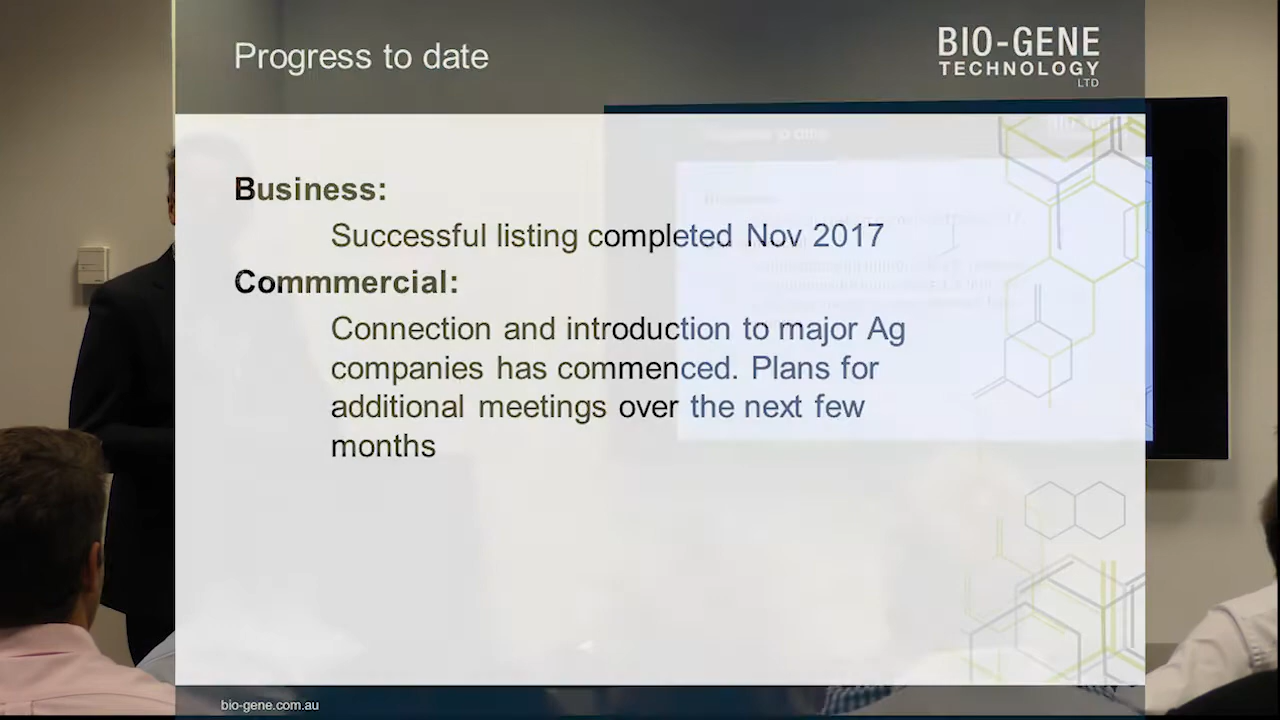 Progress to date
BIO-GENE
TECHNOLOGY
LTD
Business:
Successful listing completed Nov 2017
Commmercial:
Connection and introduction to major Ag
companies has commenced. Plans for
additional meetings over the next few
months
bio-gene.com.au